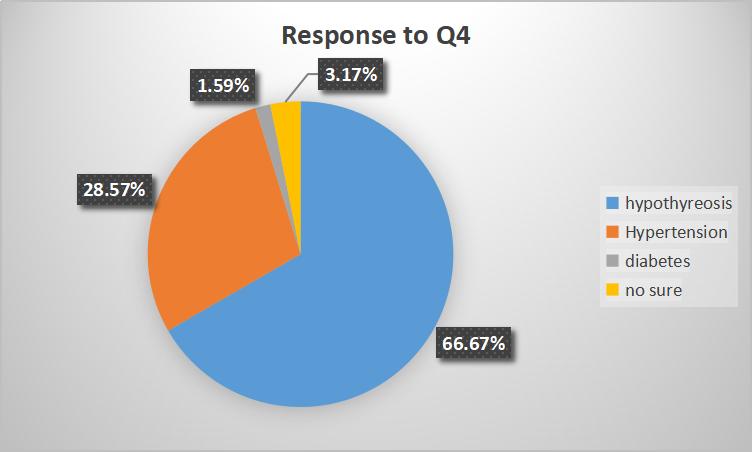 Response to Q4
3.17%
1.59%
28.57%
hypothyreosis
Hypertension
diabetes
no sure
66.67%